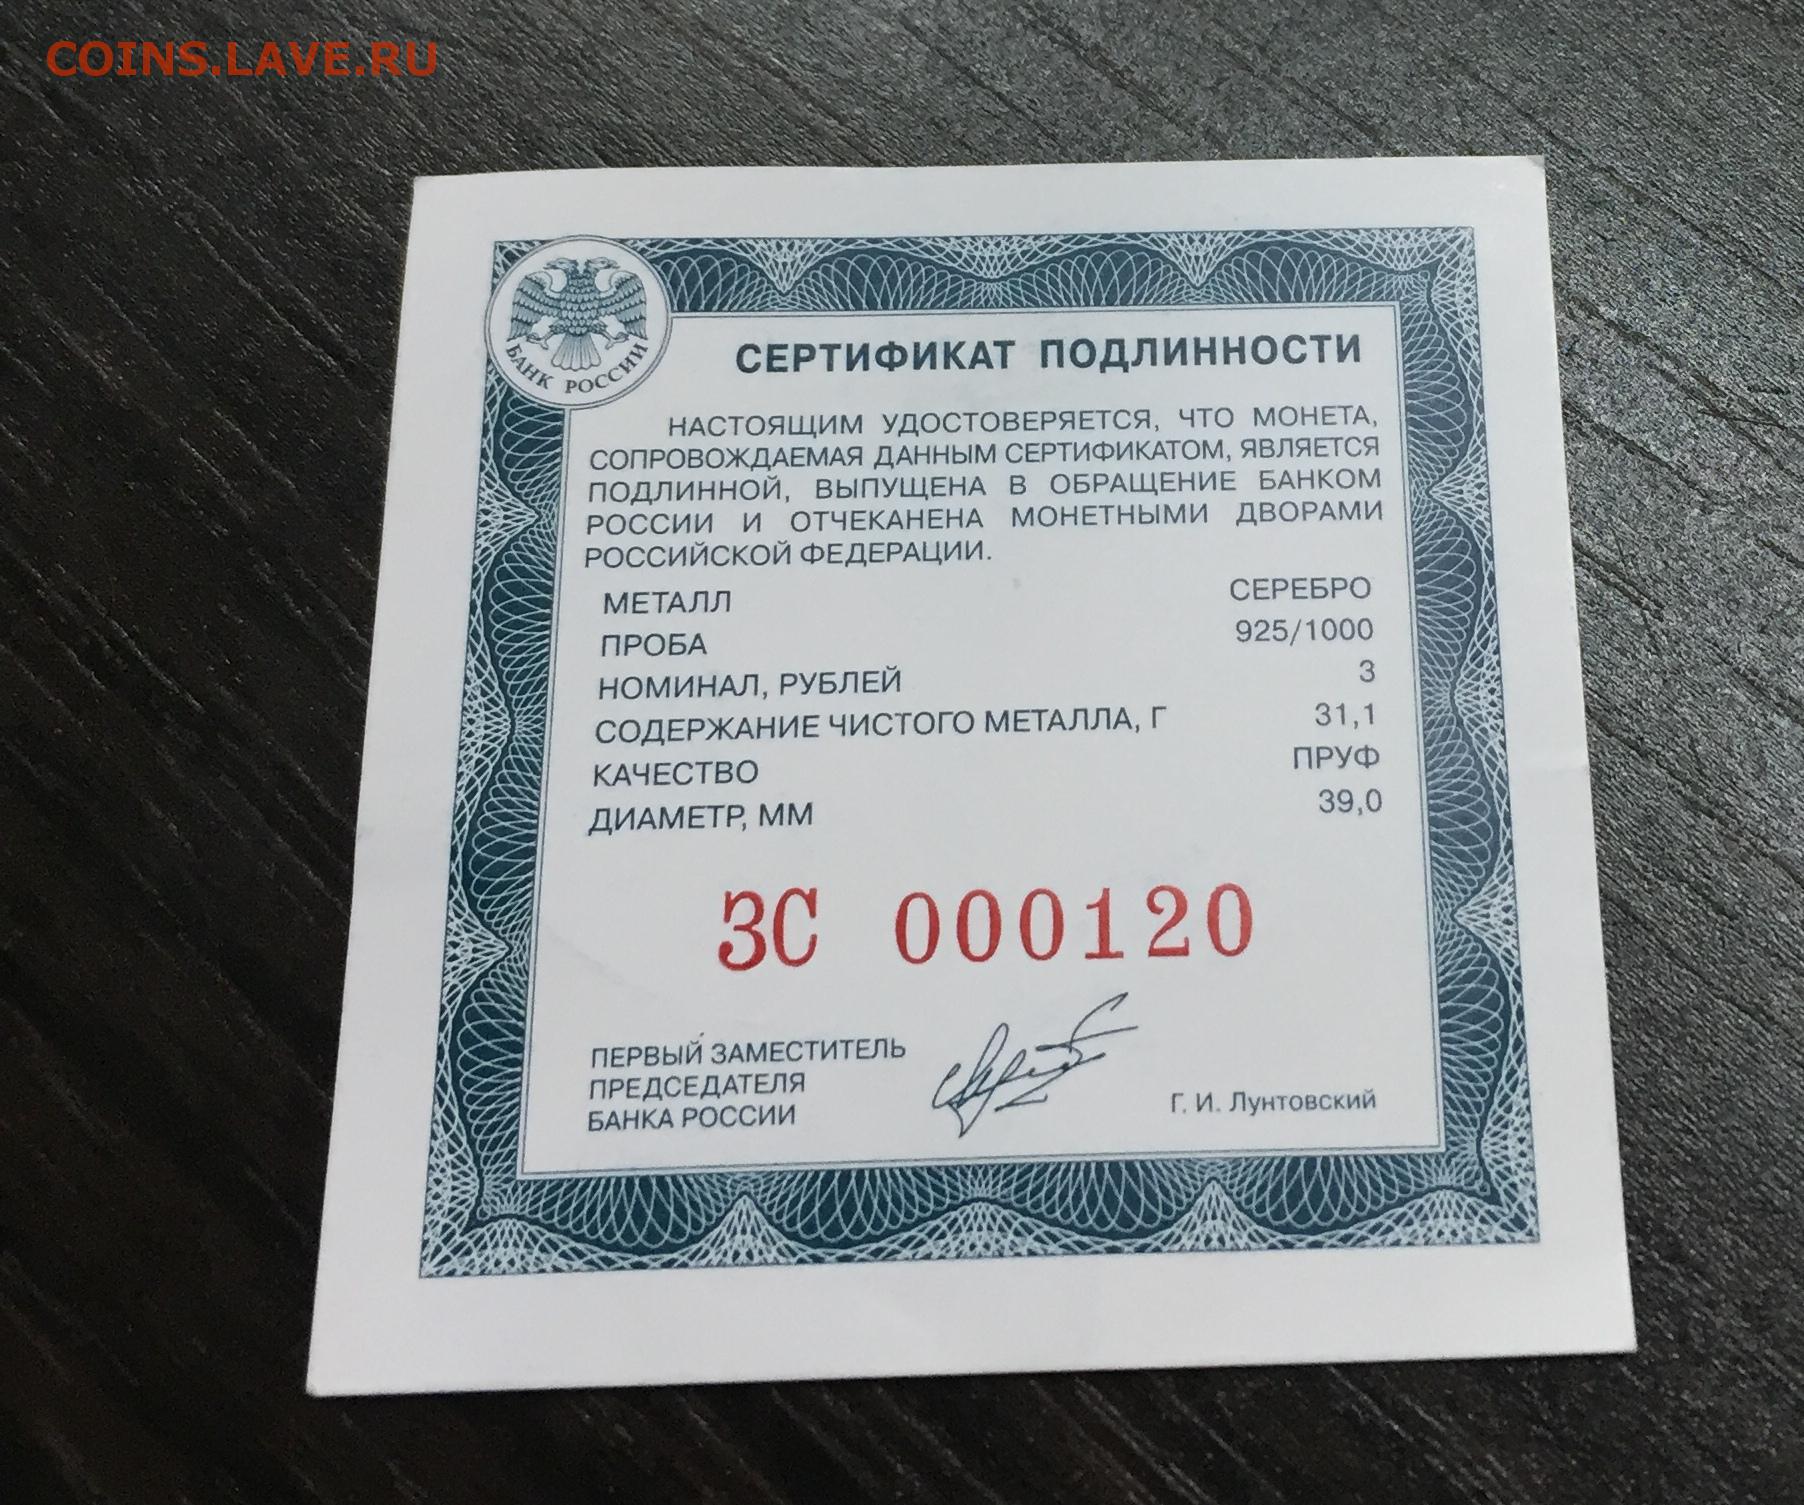 COINS.LAVE.RU
БАНК РОССИИ
СЕРТИФИКАТ ПОДЛИННОСТИ
НАСТОЯЩИМ УДОСТОВЕРЯЕТСЯ, ЧТО МОНЕТА,
СОПРОВОЖДАЕМАЯ ДАННЫМ СЕРТИФИКАТОМ, ЯВЛЯЕТСЯ
ПОДЛИННОЙ, ВЫПУЩЕНА В ОБРАЩЕНИЕ БАНКОМ
РОССИИ И ОТЧЕКАНЕНА МОНЕТНЫМИ ДВОРАМИ
РОССИЙСКОЙ ФЕДЕРАЦИИ.
МЕТАЛЛ СЕРЕБРО
ПРОБА 925/1000
НОМИНАЛ, РУБЛЕЙ 3
СОДЕРЖАНИЕ ЧИСТОГО МЕТАЛЛА, Г 31,1
КАЧЕСТВО ПРУФ
ДИАМЕТР, ММ 39,0
ЗС 000120
ПЕРВЫЙ ЗАМЕСТИТЕЛЬ
ПРЕДСЕДАТЕЛЯ
БАНКА РОССИИ
Г. И. Лунтовский